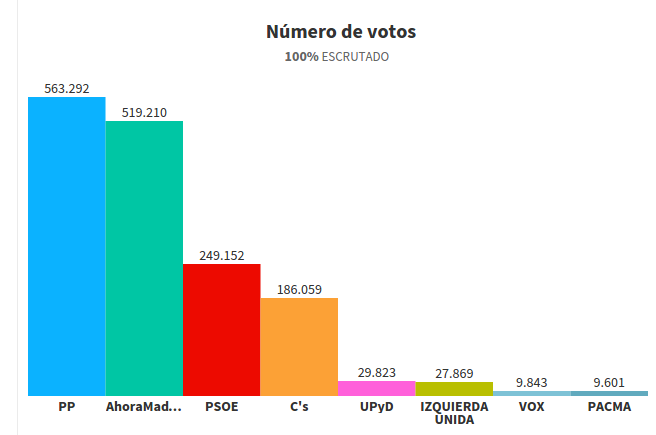 Número de votos
100% ESCRUTADO
563.292
519.210
249.152
186.059
29.823
27.869
9.843
9.601
PP
AhoraMad...
PSOE
C's
UPyD
IZQUIERDA
UNIDA
VOX
PACMA